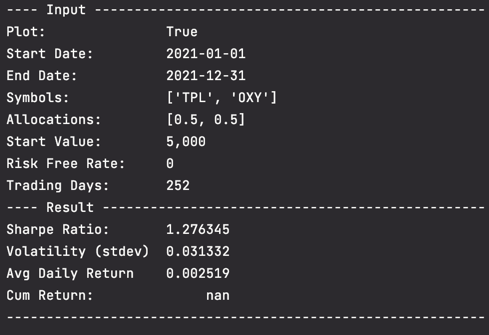 ---- Input ----------------------------------------------
Plot: True
Start Date: 2021-01-01
End Date: 2021-12-31
Symbols: ['TPL', 'OXY']
Allocations: [0.5, 0.5]
Start Value: 5,000
Risk Free Rate: 0
Trading Days: 252
---- Result ---------------------------------------------
Sharpe Ratio: 1.276345
Volatility (stdev) 0.031332
Avg Daily Return 0.002519
Cum Return: nan
---------------------------------------------------------